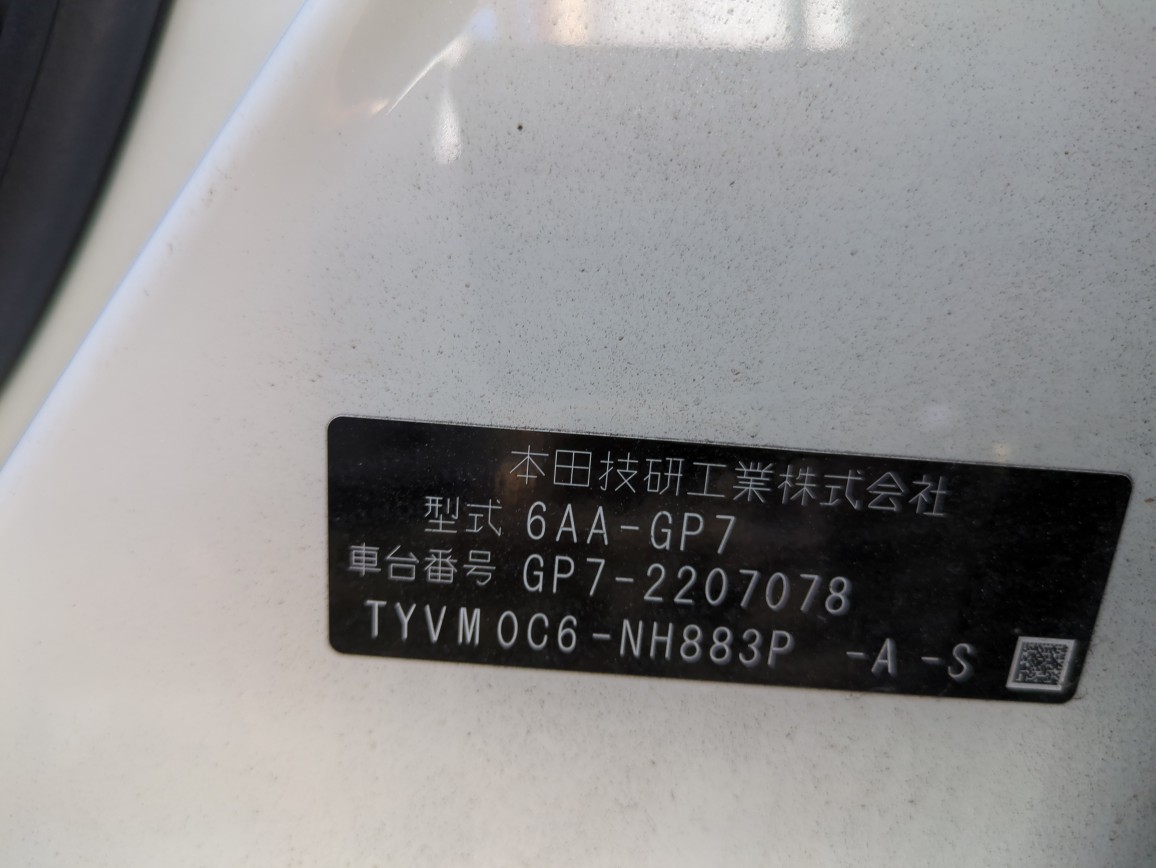 本田技研工業株式会社
型式 6AA-GP7
車台番号 GP7-2207078
TYVM0C6-NH883P -A -S